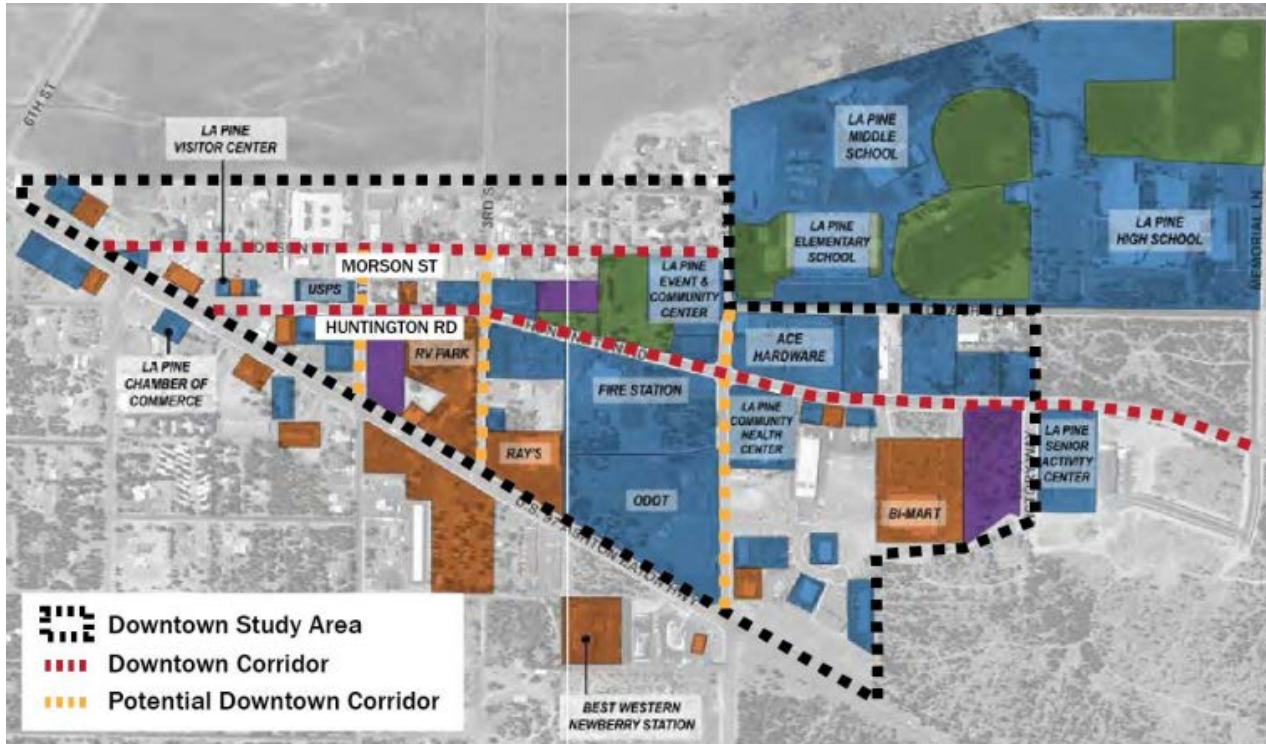 6TH ST
LA PINE
VISITOR CENTER
3RD S
LA PINE
MIDDLE
SCHOOL
LA PINE
ELEMENTARY
SCHOOL
LA PINE
HIGH SCHOOL
MEMORIAL LN
MORSON ST
USPS
ST
LA PINE
EVENT &
COMMUNITY
CENTER
HUNTINGTON RD
RV PARK
ACE
HARDWARE
LA PINE
CHAMBER OF
COMMERCE
FIRE STATION
LA PINE
COMMUNITY
HEALTH
CENTER
LA PINE
SENIOR
ACTIVITY
CENTER
RAY'S
ODOT
BI-MART
Downtown Study Area
Downtown Corridor
Potential Downtown Corridor
BEST WESTERN
NEWBERRY STATION